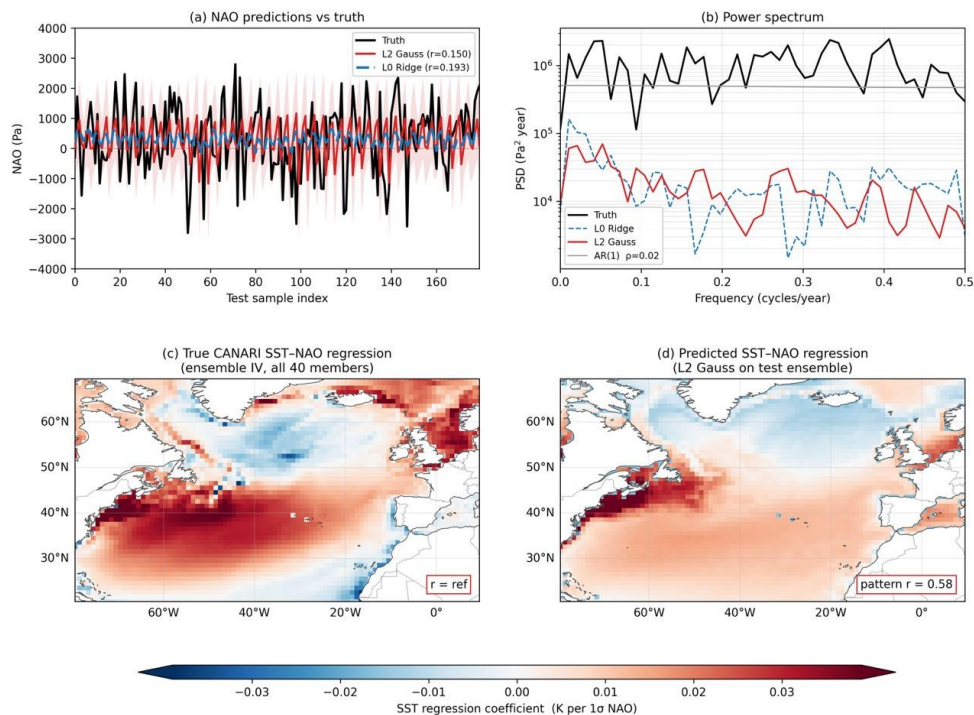 (a) NAO predictions vs truth
4000
3000
2000
1000
0
−1000
−2000
−3000
−4000
NAO (Pa)
Truth
L2 Gauss (r=0.150)
L0 Ridge (r=0.193)
0 20 40 60 80 100 120 140 160
Test sample index
(b) Power spectrum
10⁶
10⁵
10⁴
PSD (Pa² year)
Truth
L0 Ridge
L2 Gauss
AR(1) ρ=0.02
0.0 0.1 0.2 0.3 0.4 0.5
Frequency (cycles/year)
(c) True CANARI SST–NAO regression
(ensemble IV, all 40 members)
60°N
50°N
40°N
30°N
r = ref
60°W 40°W 20°W 0°
(d) Predicted SST–NAO regression
(L2 Gauss on test ensemble)
60°N
50°N
40°N
30°N
pattern r = 0.58
60°W 40°W 20°W 0°
−0.03 −0.02 −0.01 0.00 0.01 0.02 0.03
SST regression coefficient (K per 1σ NAO)